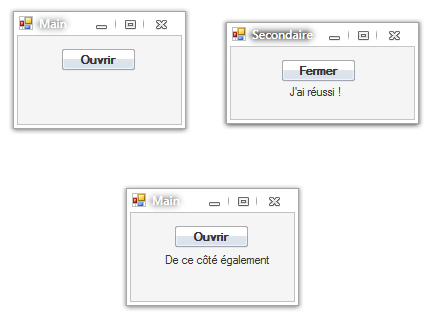 Main
Ouvrir
Secondaire
Fermer
J'ai réussi !
Main
Ouvrir
De ce côté également